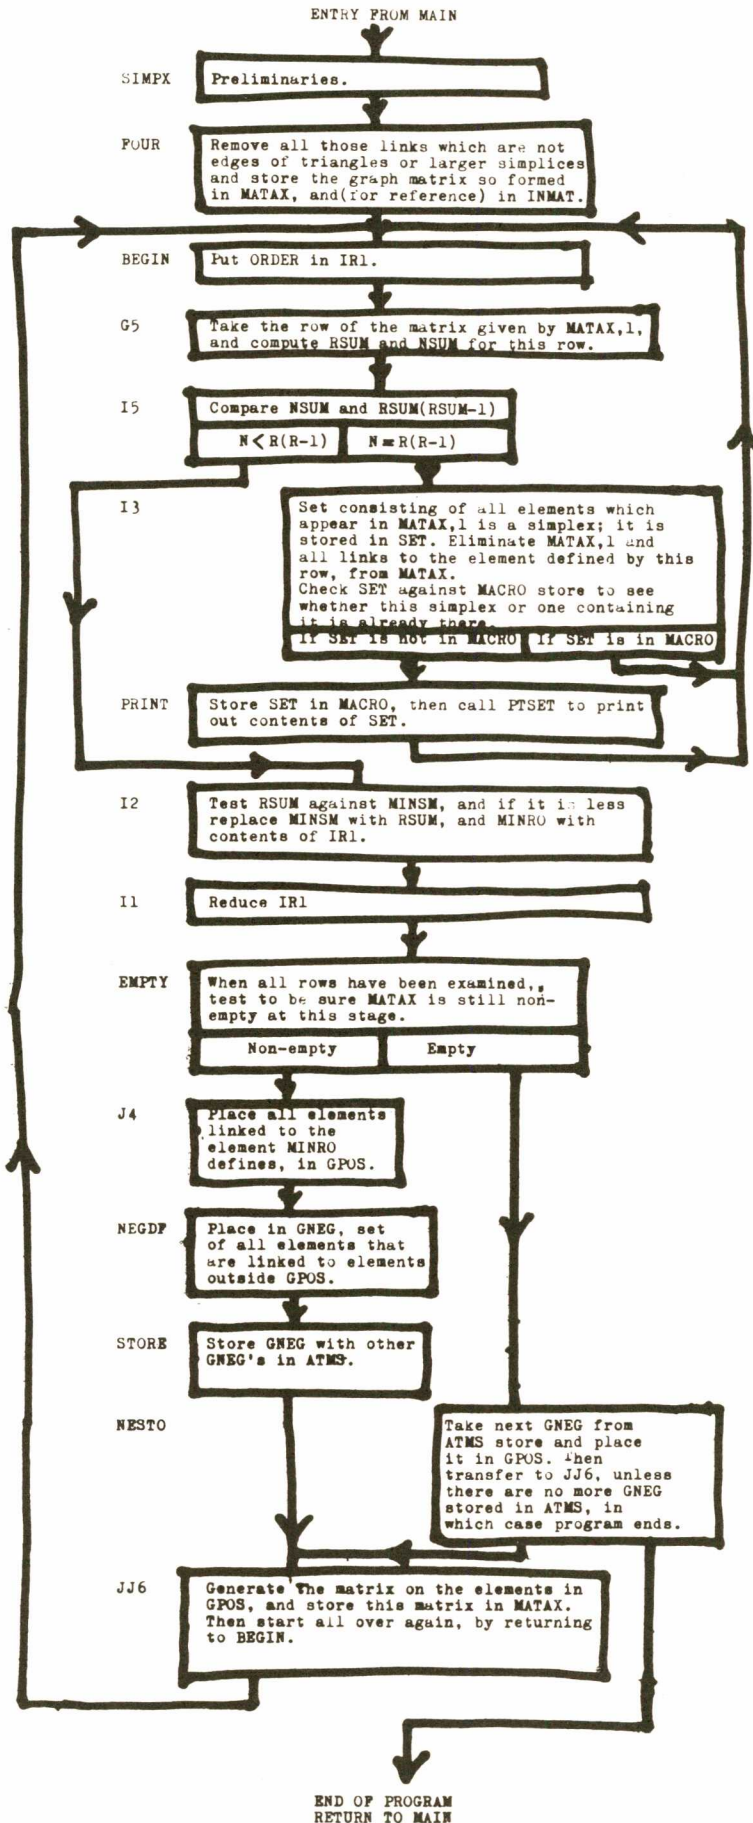 ENTRY FROM MAIN
SIMPX
Preliminaries.
FOUR
Remove all those links which are not
edges of triangles or larger simplices
and store the graph matrix so formed
in MATAX, and(for reference) in INMAT.
BEGIN
Put ORDER in IR1.
G5
Take the row of the matrix given by MATAX,1,
and compute RSUM and NSUM for this row.
I5
Compare NSUM and RSUM(RSUM-1)
N < R(R-1)
N = R(R-1)
I3
Set consisting of all elements which
appear in MATAX,1 is a simplex; it is
stored in SET. Eliminate MATAX,1 and
all links to the element defined by this
row, from MATAX.
Check SET against MACRO store to see
whether this simplex or one containing
it is already there.
If SET is not in MACRO
If SET is in MACRO
PRINT
Store SET in MACRO, then call PTSET to print
out contents of SET.
I2
Test RSUM against MINSM, and if it is less
replace MINSM with RSUM, and MINRO with
contents of IR1.
I1
Reduce IR1
EMPTY
When all rows have been examined,
test to be sure MATAX is still non-
empty at this stage.
Non-empty
Empty
J4
Place all elements
linked to the
element MINRO
defines, in GPOS.
NEGDF
Place in GNEG, set
of all elements that
are linked to elements
outside GPOS.
STORE
Store GNEG with other
GNEG's in ATMS.
NESTO
Take next GNEG from
ATMS store and place
it in GPOS. Then
transfer to JJ6, unless
there are no more GNEG
stored in ATMS, in
which case program ends.
JJ6
Generate The matrix on the elements in
GPOS, and store this matrix in MATAX.
Then start all over again, by returning
to BEGIN.
END OF PROGRAM
RETURN TO MAIN